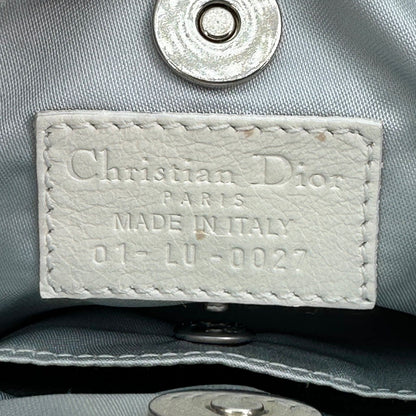 Christian Dior
PARIS
MADE IN ITALY
01-LU-0027